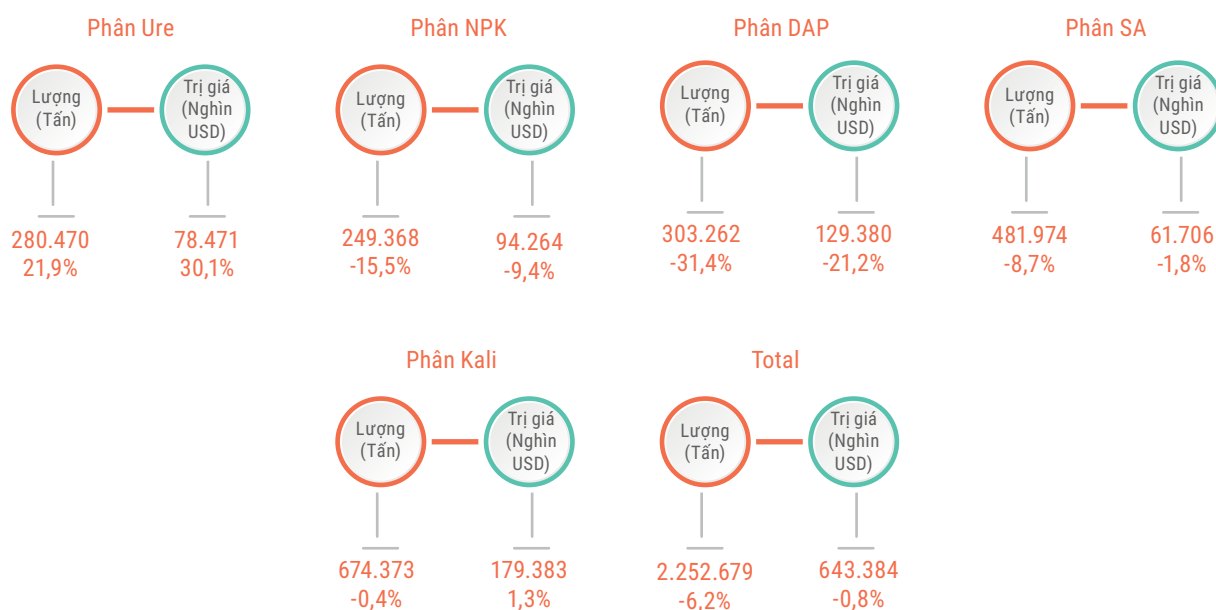 Phân Ure
Lượng
(Tấn)
Trị giá
(Nghìn
USD)
280.470
21,9%
78.471
30,1%
Phân NPK
Lượng
(Tấn)
Trị giá
(Nghìn
USD)
249.368
-15,5%
94.264
-9,4%
Phân DAP
Lượng
(Tấn)
Trị giá
(Nghìn
USD)
303.262
-31,4%
129.380
-21,2%
Phân SA
Lượng
(Tấn)
Trị giá
(Nghìn
USD)
481.974
-8,7%
61.706
-1,8%
Phân Kali
Lượng
(Tấn)
Trị giá
(Nghìn
USD)
674.373
-0,4%
179.383
1,3%
Total
Lượng
(Tấn)
Trị giá
(Nghìn
USD)
2.252.679
-6,2%
643.384
-0,8%